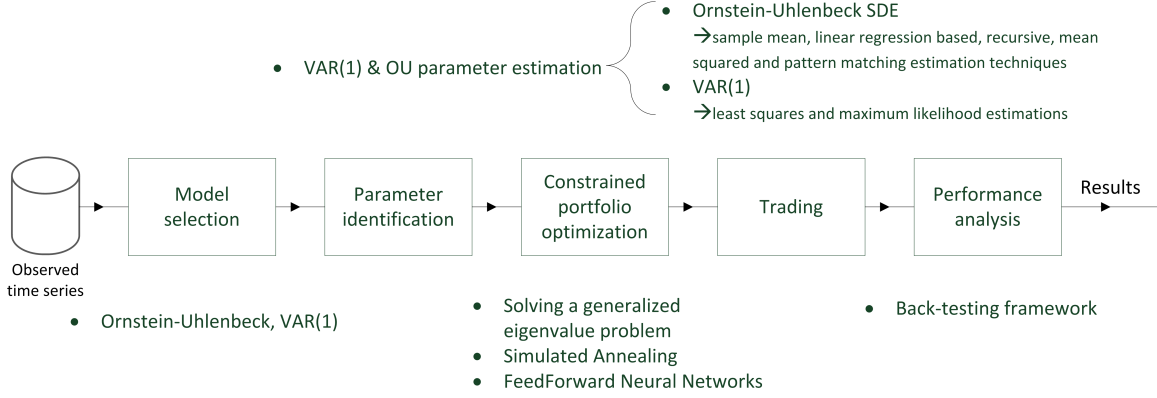 • Ornstein-Uhlenbeck SDE
→sample mean, linear regression based, recursive, mean
squared and pattern matching estimation techniques
• VAR(1) & OU parameter estimation
• VAR(1)
→least squares and maximum likelihood estimations
Observed
time series
Model
selection
Parameter
identification
Constrained
portfolio
optimization
Trading
Performance
analysis
Results
• Ornstein-Uhlenbeck, VAR(1)
• Solving a generalized
eigenvalue problem
• Simulated Annealing
• FeedForward Neural Networks
• Back-testing framework